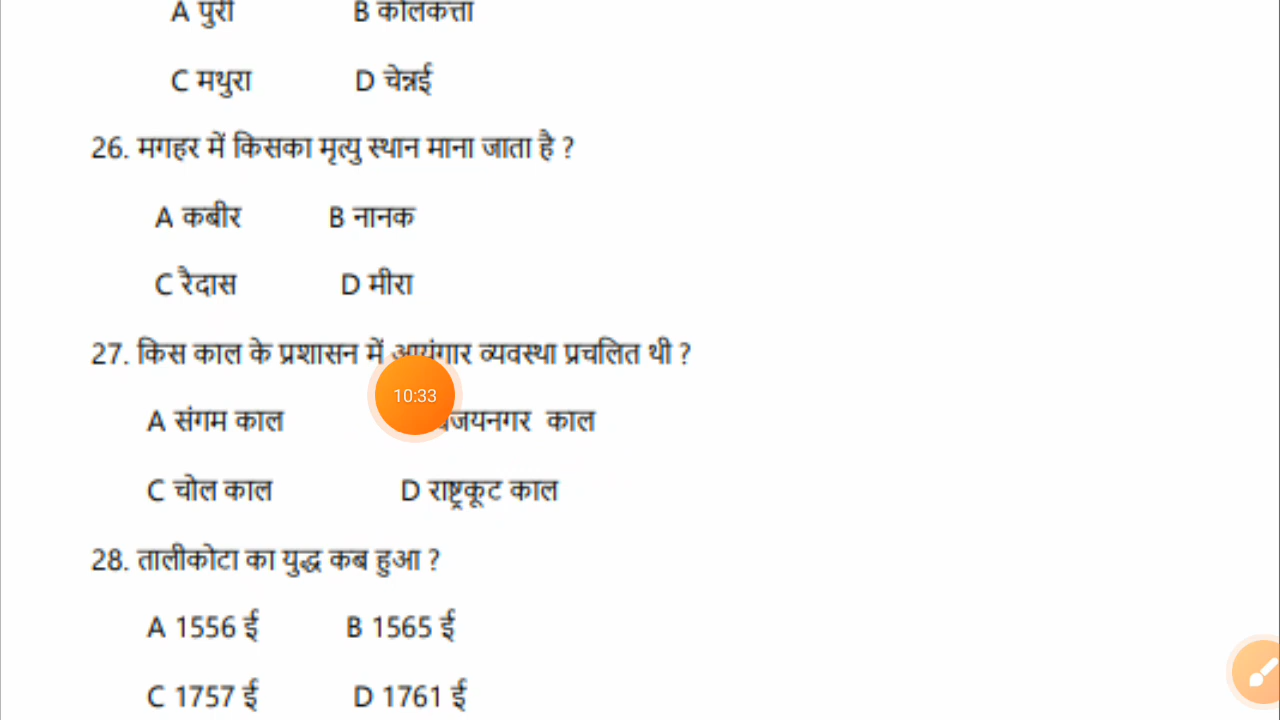 A पुरी B कोलकत्ता
C मथुरा D चेन्नई
26. मगहर में किसका मृत्यु स्थान माना जाता है ?
A कबीर B नानक
C रैदास D मीरा
27. किस काल के प्रशासन में आयंगार व्यवस्था प्रचलित थी ?
10:33
A संगम काल काल
C चोल काल D राष्ट्रकूट काल
28. तालीकोटा का युद्ध कब हुआ ?
A 1556 ई B 1565 ई
C 1757 ई D 1761 ई